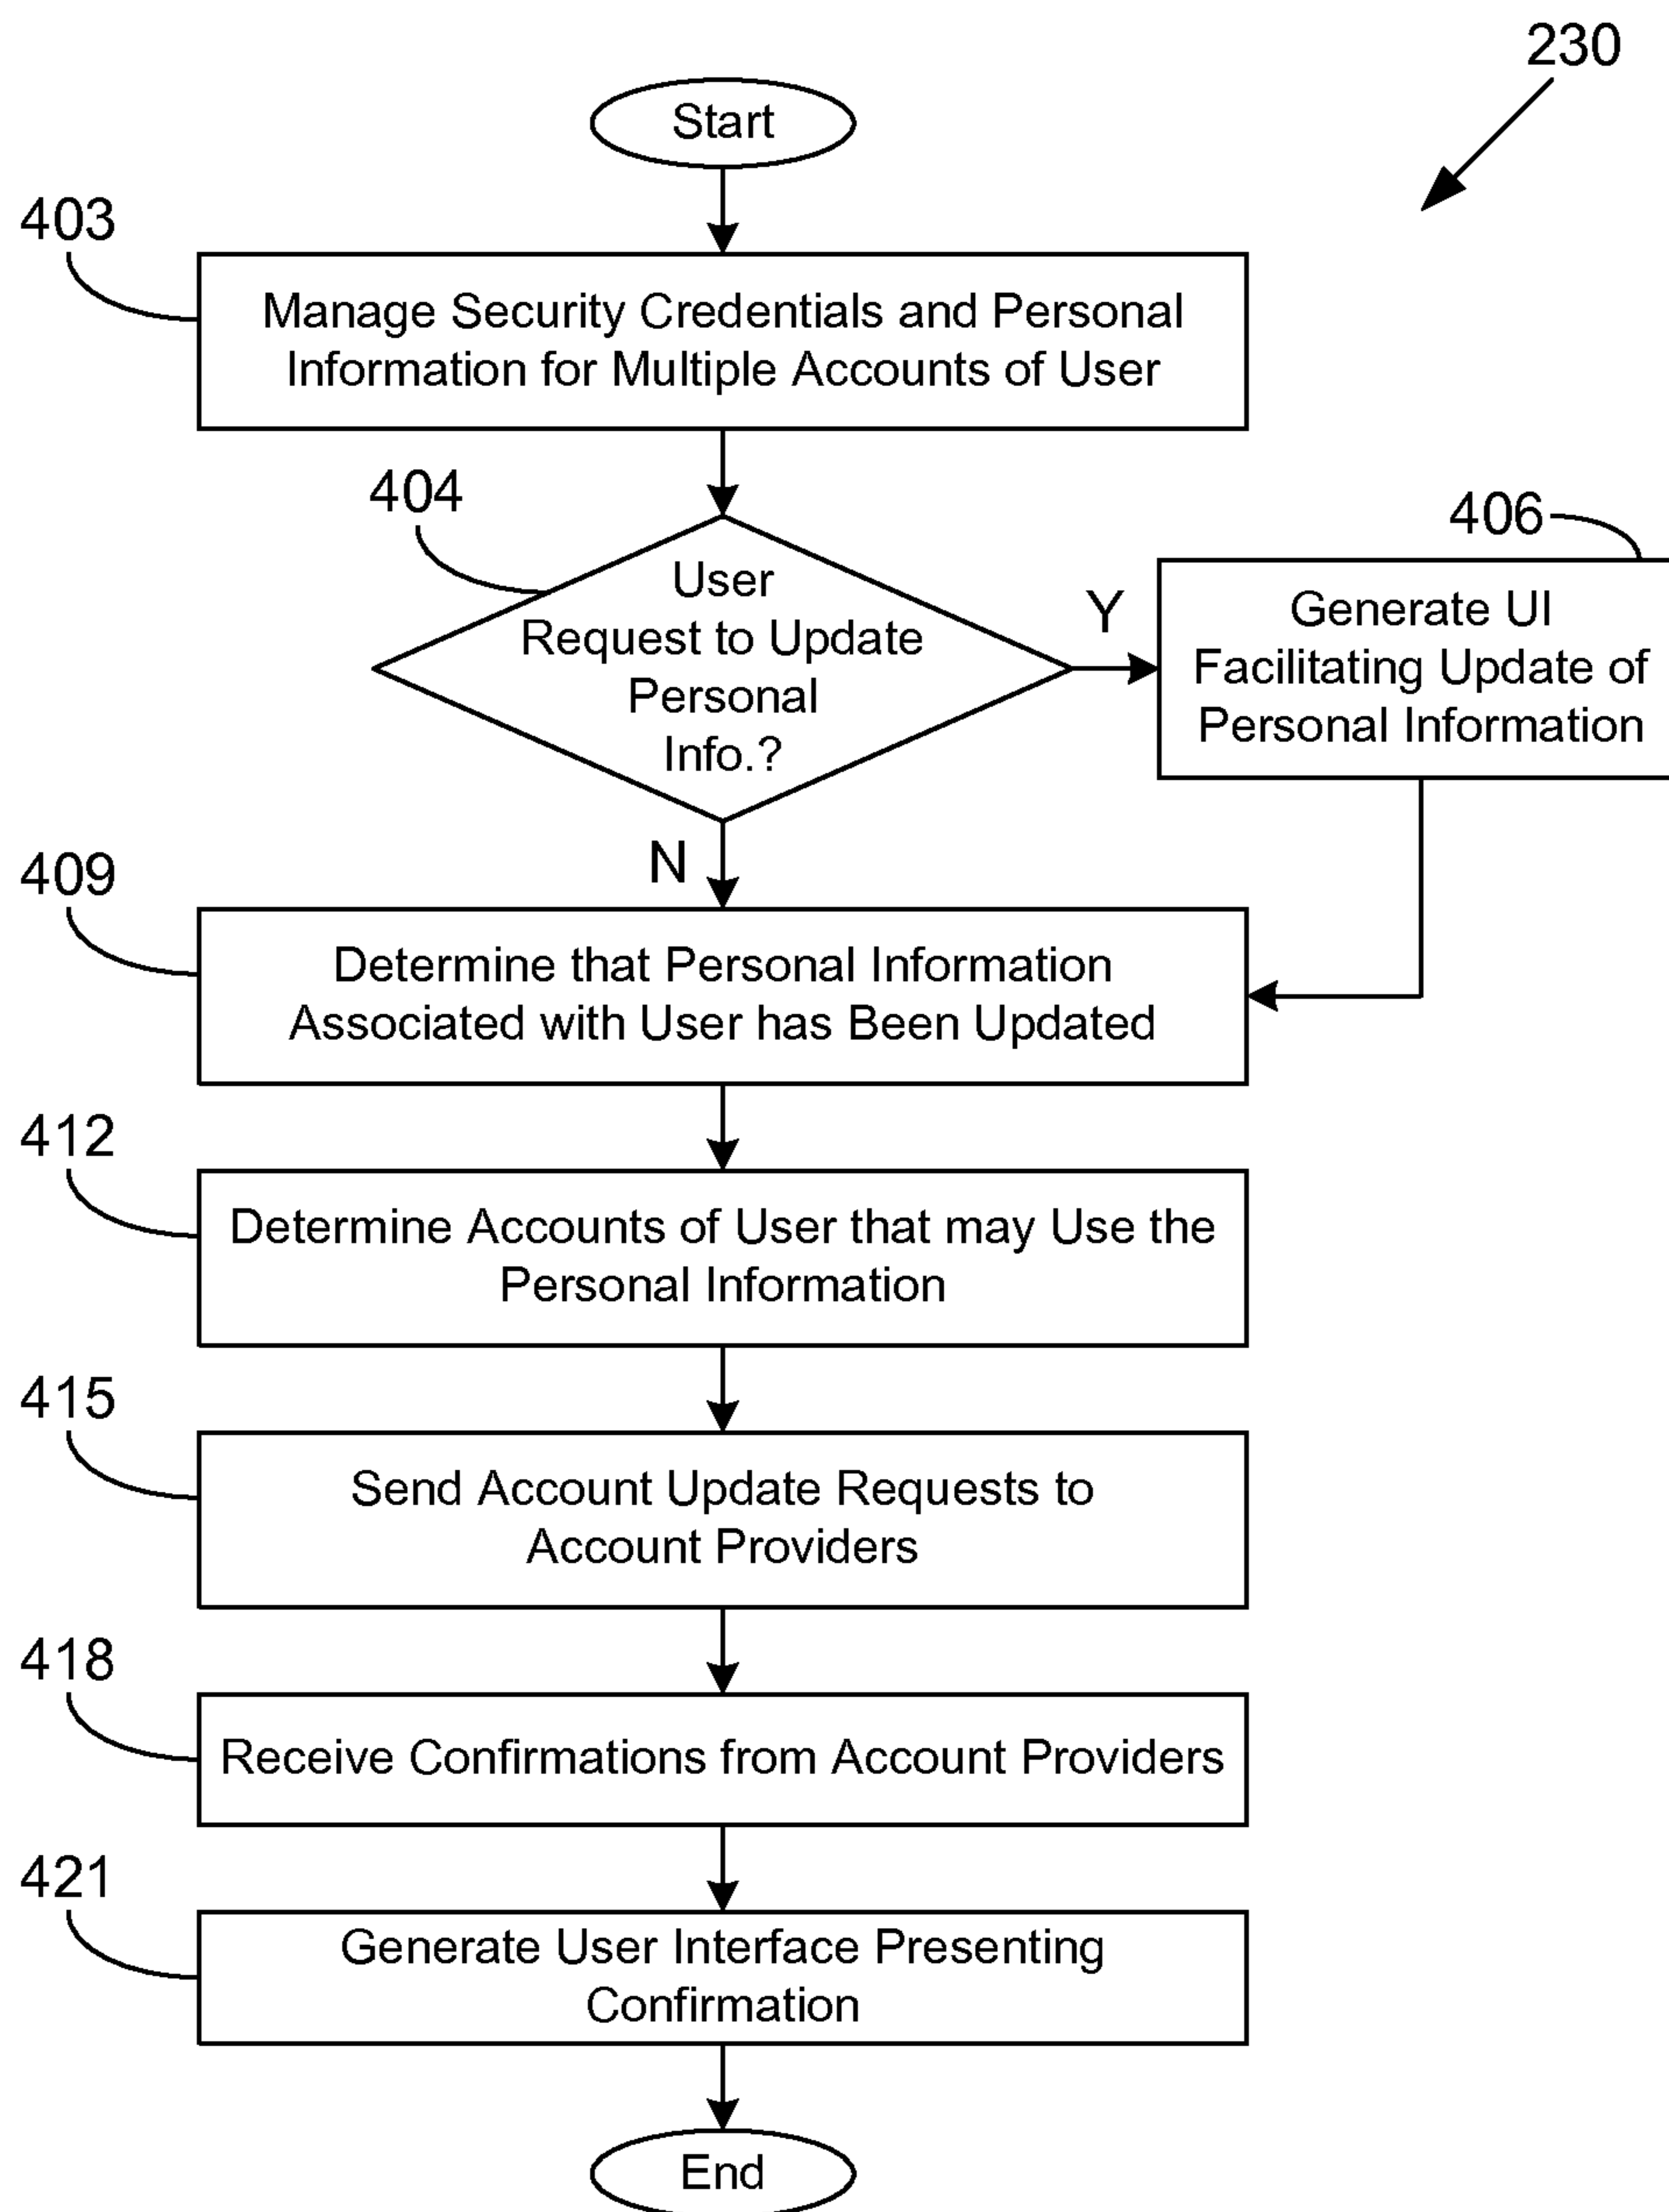 230
Start
403
Manage Security Credentials and Personal
Information for Multiple Accounts of User
404
406
User
Request to Update
Personal
Info.?
Y
Generate UI
Facilitating Update of
Personal Information
N
409
Determine that Personal Information
Associated with User has Been Updated
412
Determine Accounts of User that may Use the
Personal Information
415
Send Account Update Requests to
Account Providers
418
Receive Confirmations from Account Providers
421
Generate User Interface Presenting
Confirmation
End